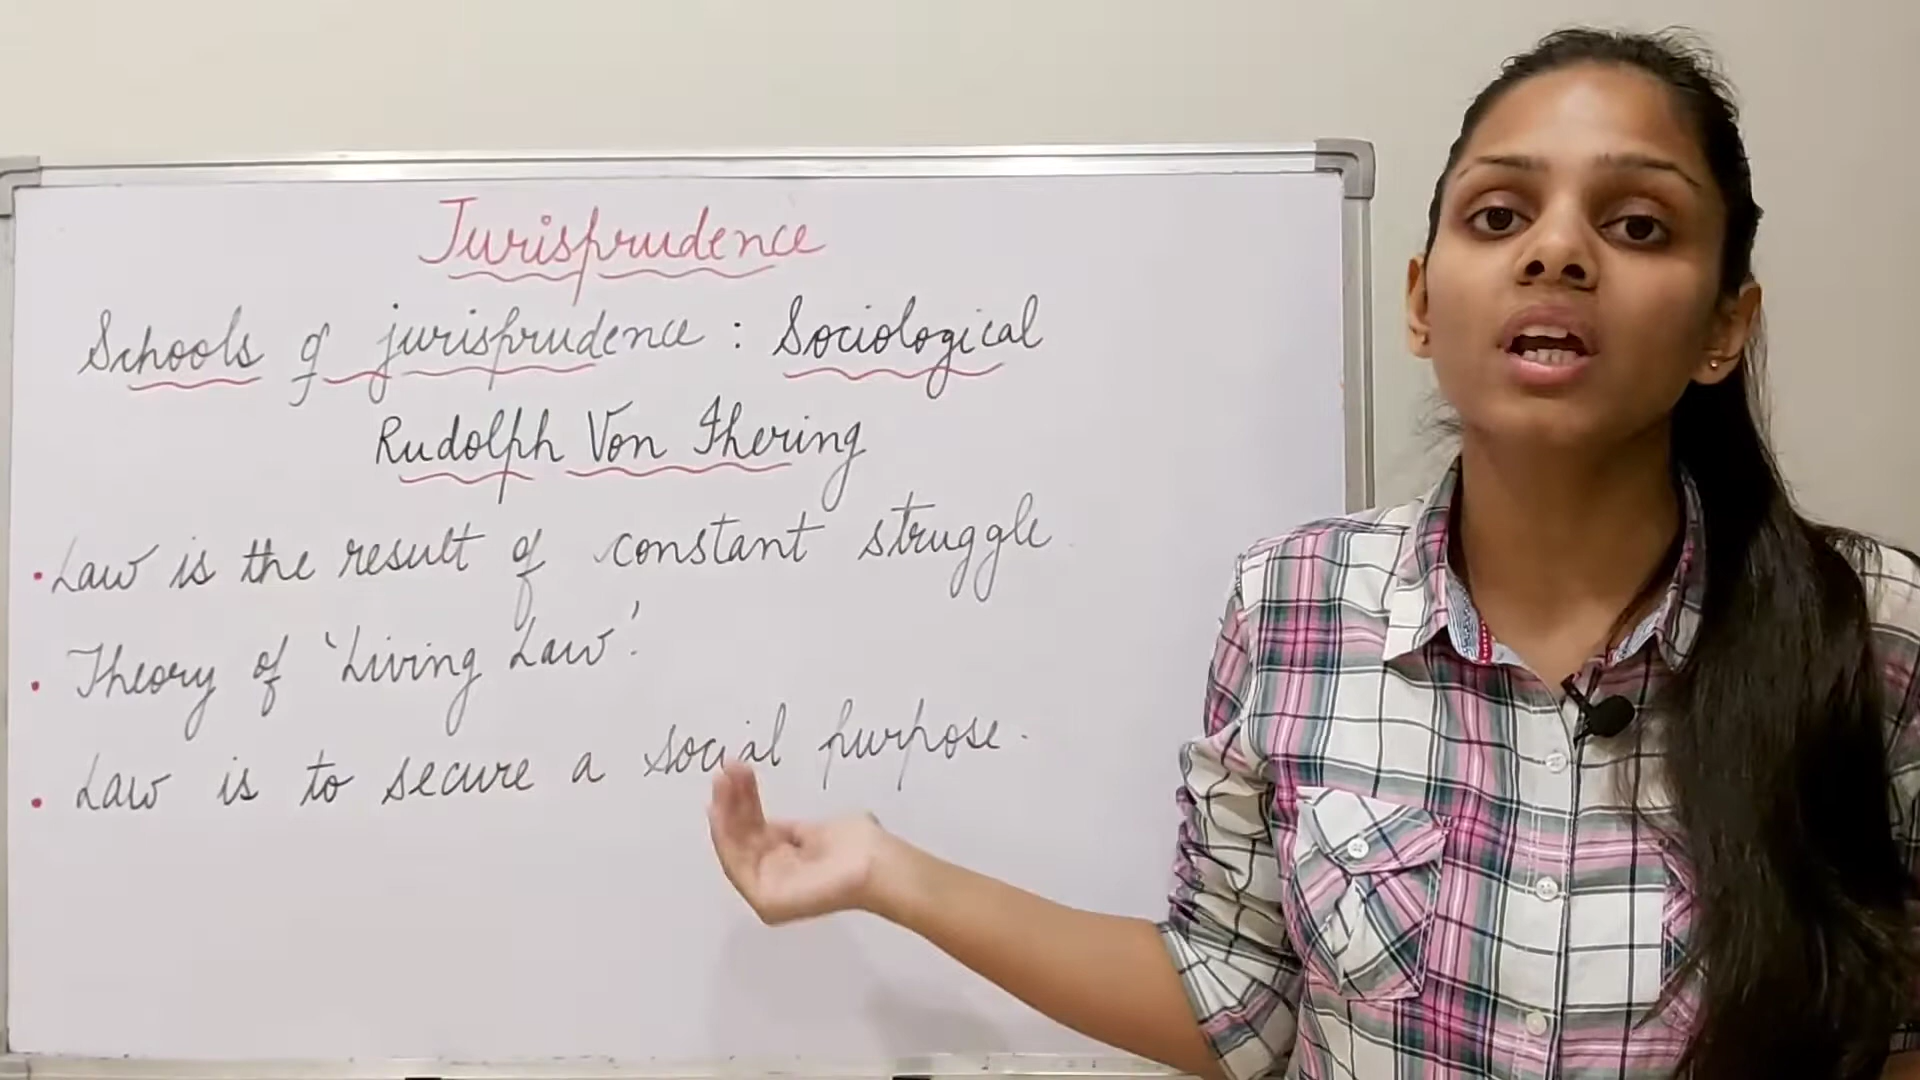 Jurisprudence
Schools of jurisprudence : Sociological
Rudolph Von Ihering
• Law is the result of constant struggle
• Theory of 'Living Law'.
• Law is to secure a social purpose.